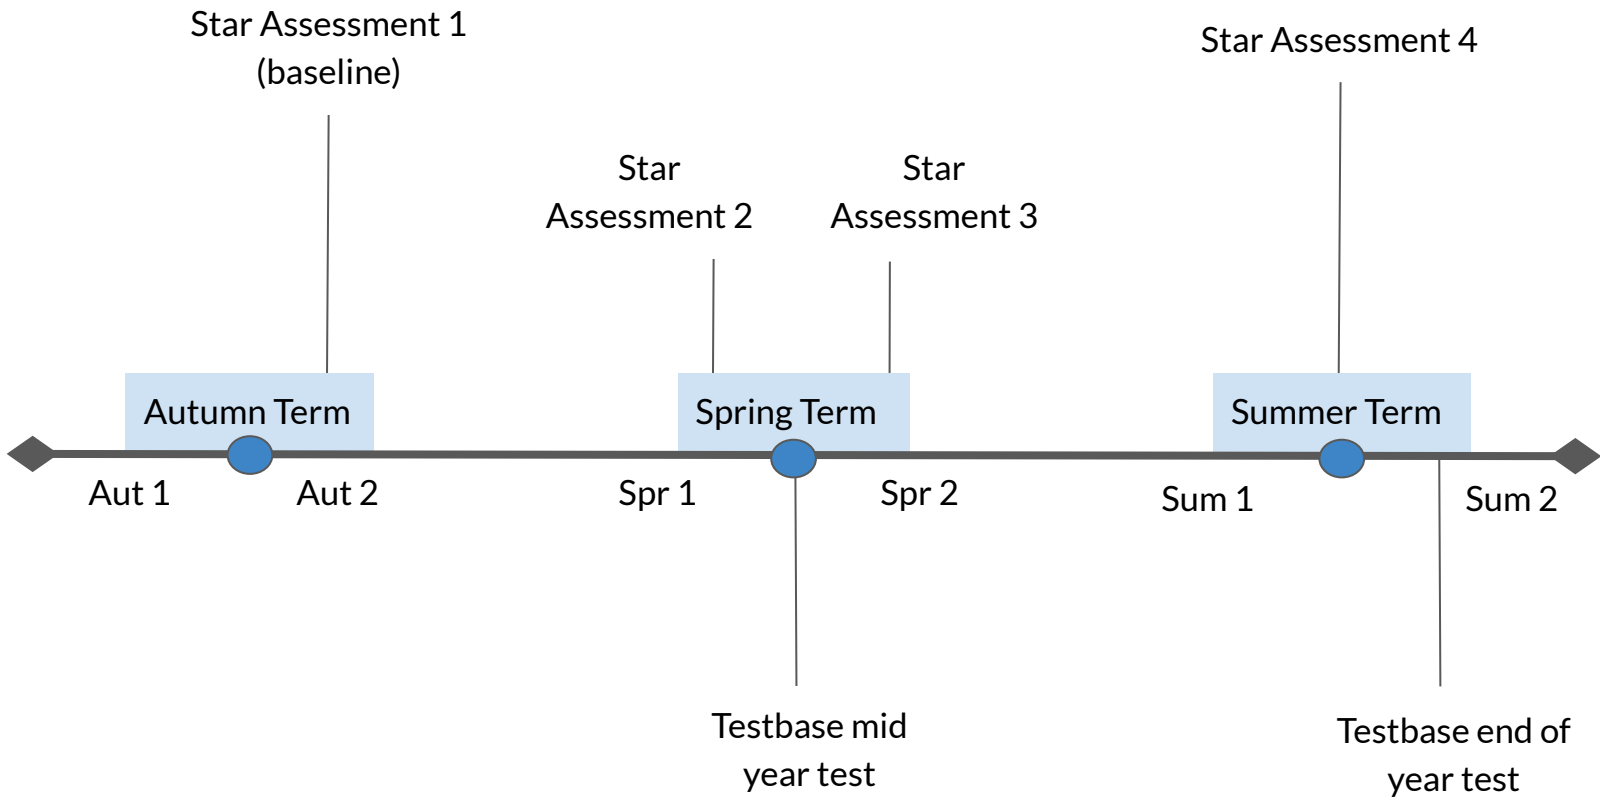 Star Assessment 1
(baseline)
Star Assessment 4
Star
Assessment 2
Star
Assessment 3
Autumn Term
Spring Term
Summer Term
Aut 1
Aut 2
Spr 1
Spr 2
Sum 1
Sum 2
Testbase mid
year test
Testbase end of
year test